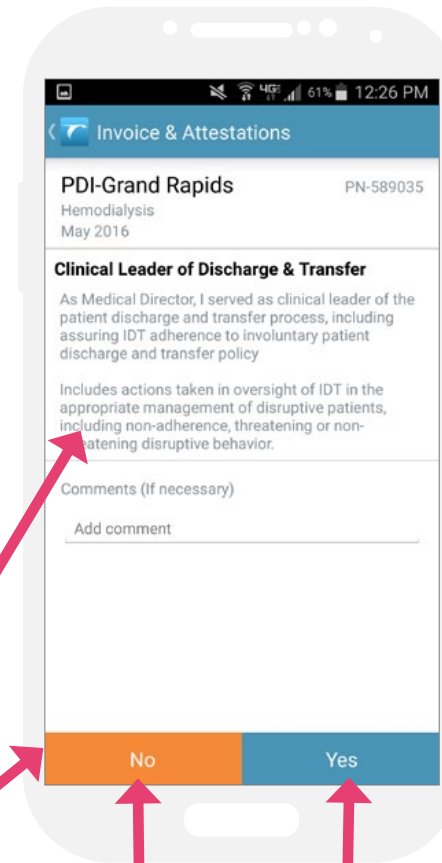 4G LTE 61% 12:26 PM
Invoice & Attestations
PDI-Grand Rapids PN-589035
Hemodialysis
May 2016
Clinical Leader of Discharge & Transfer
As Medical Director, I served as clinical leader of the
patient discharge and transfer process, including
assuring IDT adherence to involuntary patient
discharge and transfer policy
Includes actions taken in oversight of IDT in the
appropriate management of disruptive patients,
including non-adherence, threatening or non-
threatening disruptive behavior.
Comments (If necessary)
Add comment
No Yes